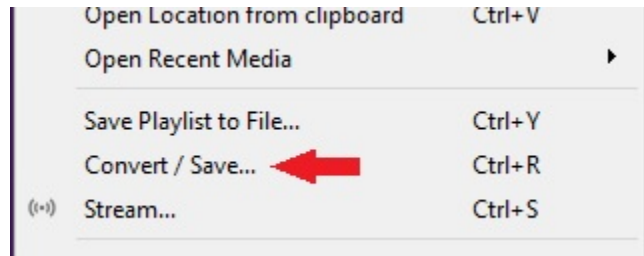 Open Location from clipboard Ctrl+V
Open Recent Media
Save Playlist to File... Ctrl+Y
Convert / Save... Ctrl+R
Stream... Ctrl+S